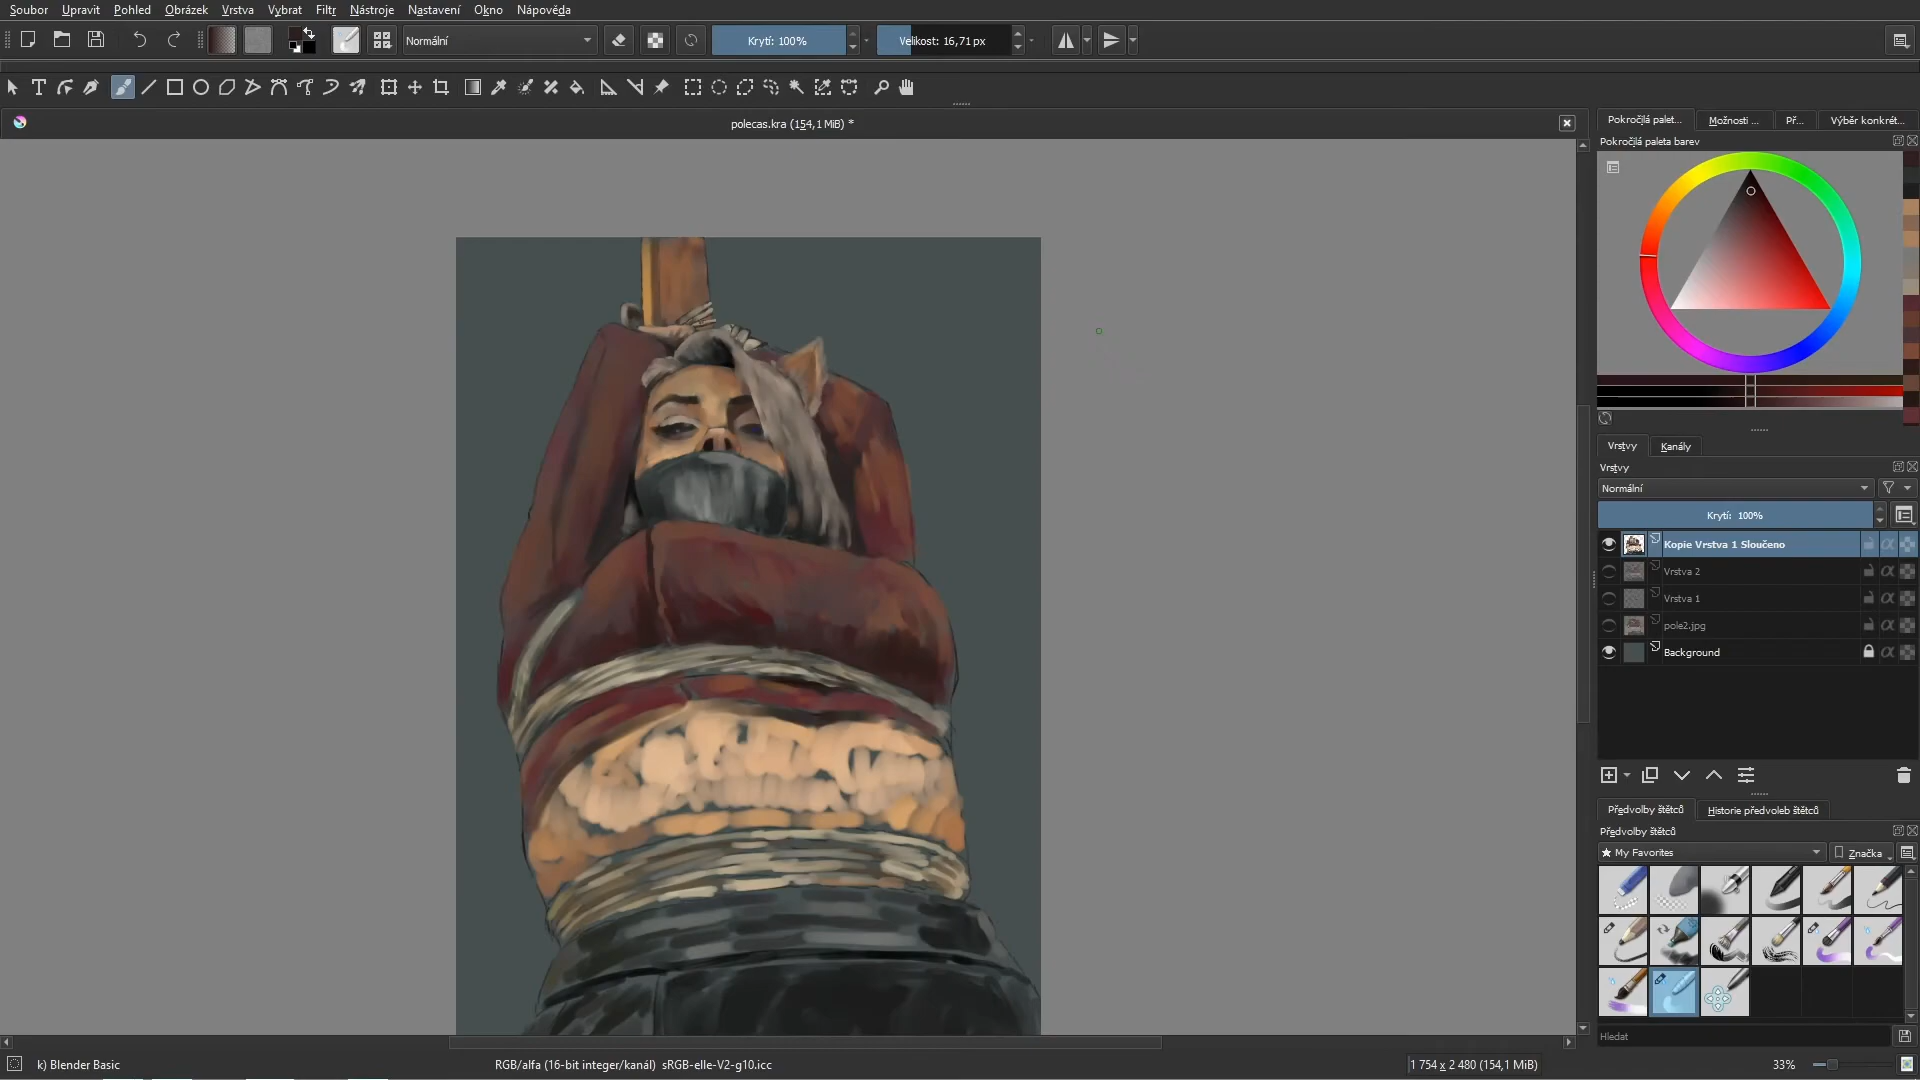 Soubor Upravit Pohled Obrázek Vrstva Vybrat Filtr Nástroje Nastavení Okno Nápověda
Normální
Krytí: 100%
Velikost: 16,71 px
polecas.kra (154,1 MiB) *
Pokročilá palet... Možnosti ... Př... Výběr konkrét...
Pokročilá paleta barev
Vrstvy Kanály
Vrstvy
Normální
Krytí: 100%
Kopie Vrstva 1 Sloučeno
Vrstva 2
Vrstva 1
pole2.jpg
Background
Předvolby štětců Historie předvoleb štětců
Předvolby štětců
My Favorites
Značka
Hledat
k) Blender Basic
RGB/alfa (16-bit integer/kanál) sRGB-elle-V2-g10.icc
1 754 x 2 480 (154,1 MiB)
33%